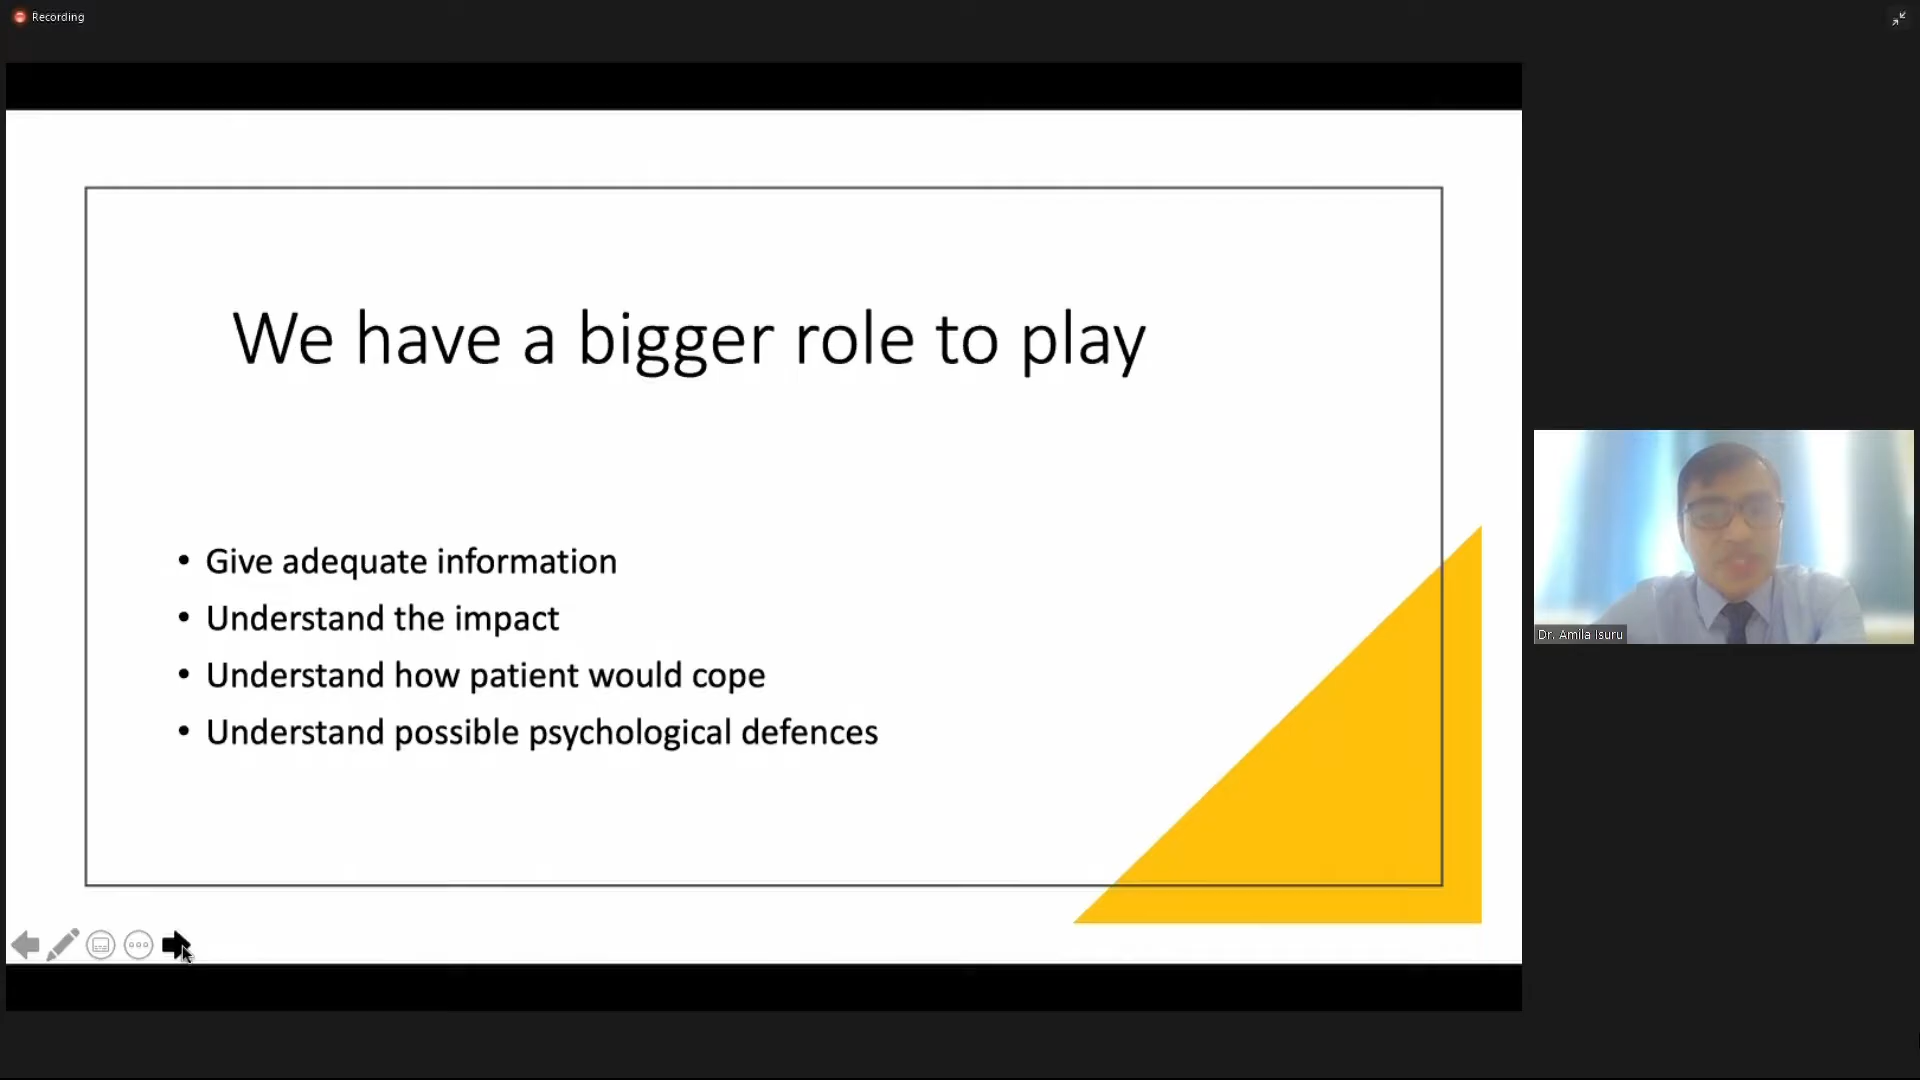 Recording
We have a bigger role to play
• Give adequate information
• Understand the impact
• Understand how patient would cope
• Understand possible psychological defences
Dr. Amila Isuru